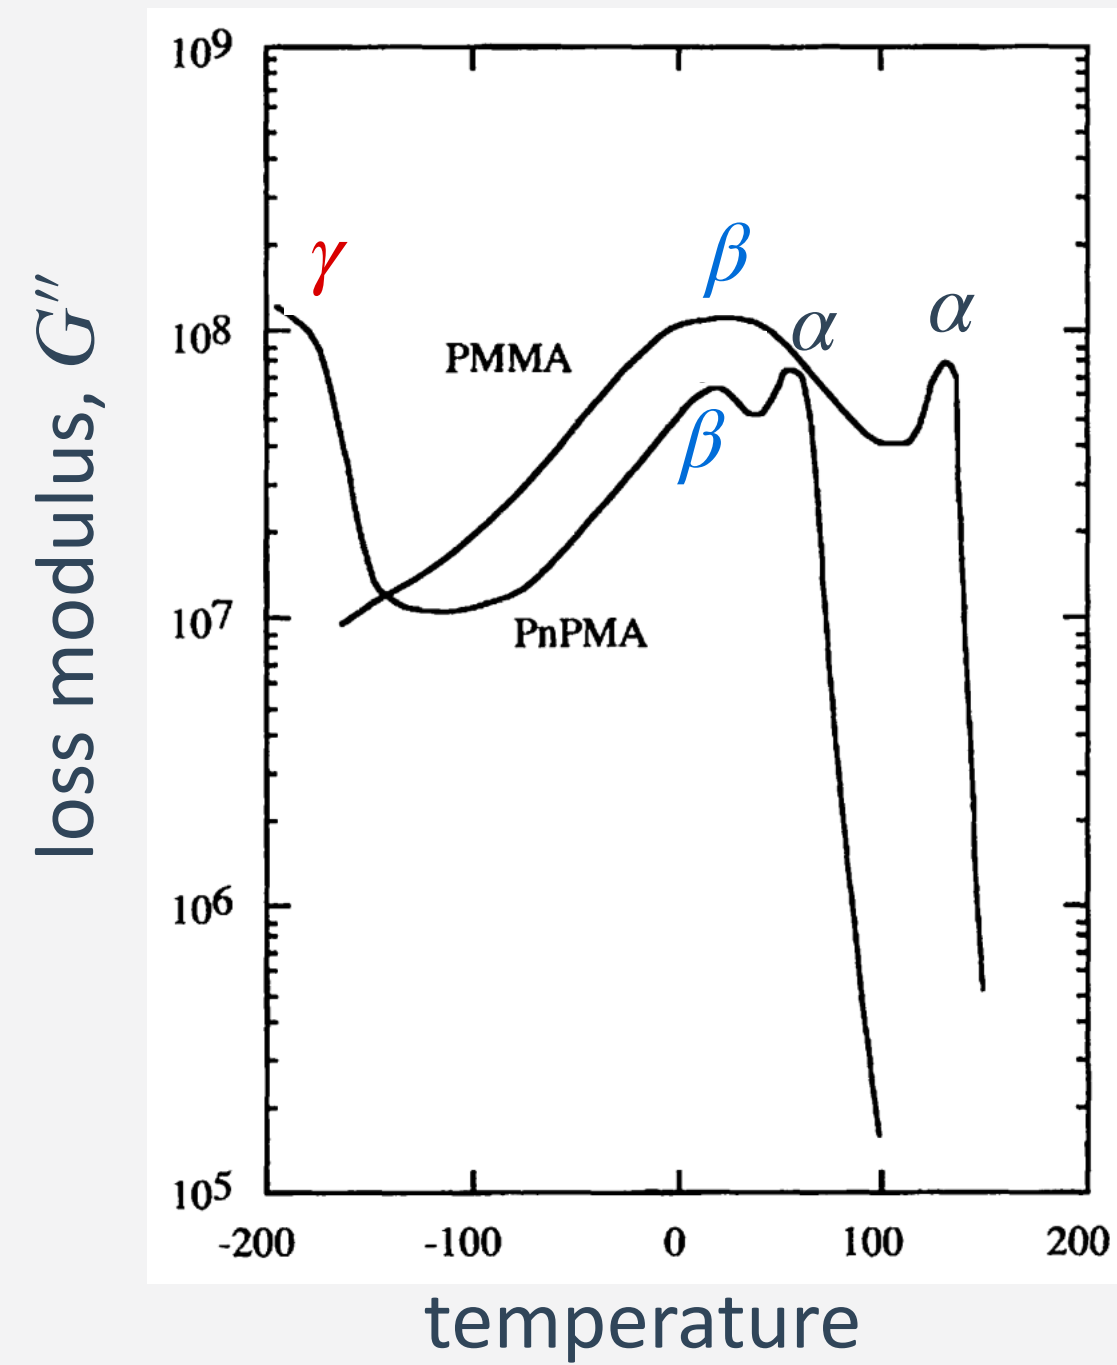 10⁹
γ
β
α
α
10⁸
PMMA
β
10⁷
PnPMA
10⁶
10⁵
-200 -100 0 100 200
loss modulus, G″
temperature